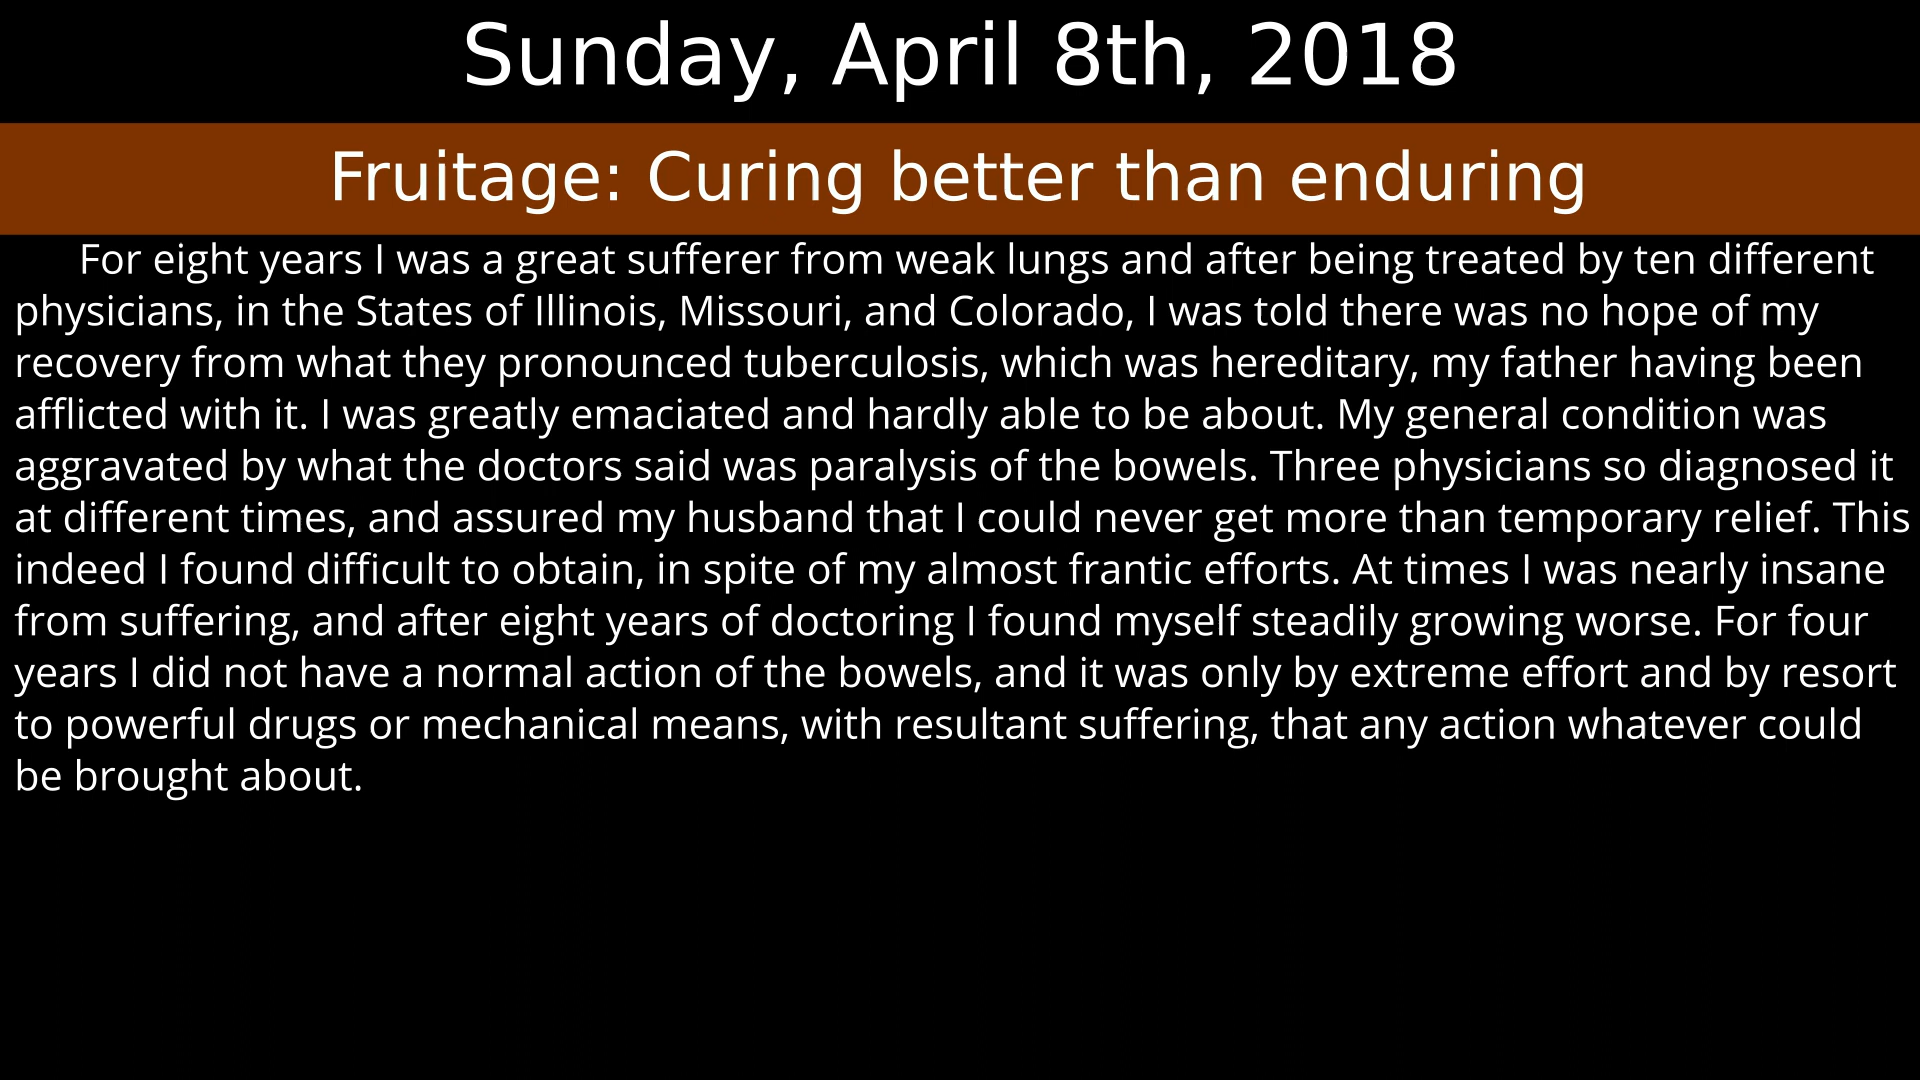 Sunday, April 8th, 2018
Fruitage: Curing better than enduring
For eight years I was a great sufferer from weak lungs and after being treated by ten different
physicians, in the States of Illinois, Missouri, and Colorado, I was told there was no hope of my
recovery from what they pronounced tuberculosis, which was hereditary, my father having been
afflicted with it. I was greatly emaciated and hardly able to be about. My general condition was
aggravated by what the doctors said was paralysis of the bowels. Three physicians so diagnosed it
at different times, and assured my husband that I could never get more than temporary relief. This
indeed I found difficult to obtain, in spite of my almost frantic efforts. At times I was nearly insane
from suffering, and after eight years of doctoring I found myself steadily growing worse. For four
years I did not have a normal action of the bowels, and it was only by extreme effort and by resort
to powerful drugs or mechanical means, with resultant suffering, that any action whatever could
be brought about.